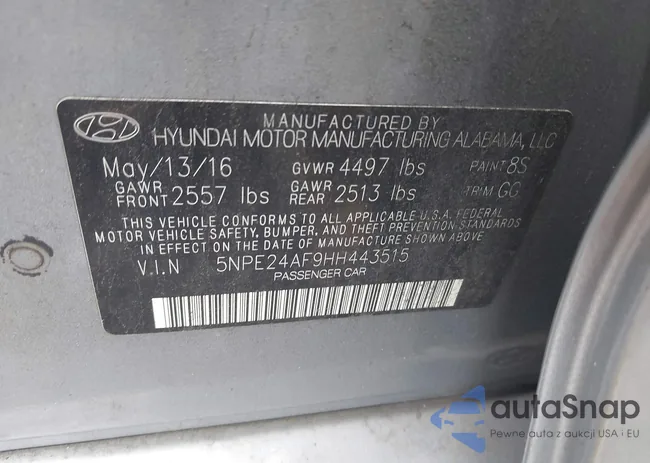 MANUFACTURED BY
HYUNDAI MOTOR MANUFACTURING ALABAMA, LLC
May/13/16 GVWR 4497 lbs PAINT 8S
GAWR FRONT 2557 lbs GAWR REAR 2513 lbs TRIM GG
THIS VEHICLE CONFORMS TO ALL APPLICABLE U.S.A. FEDERAL
MOTOR VEHICLE SAFETY, BUMPER, AND THEFT PREVENTION STANDARDS
IN EFFECT ON THE DATE OF MANUFACTURE SHOWN ABOVE.
V.I.N 5NPE24AF9HH443515
PASSENGER CAR
autaSnap
Pewne auta z aukcji USA i EU